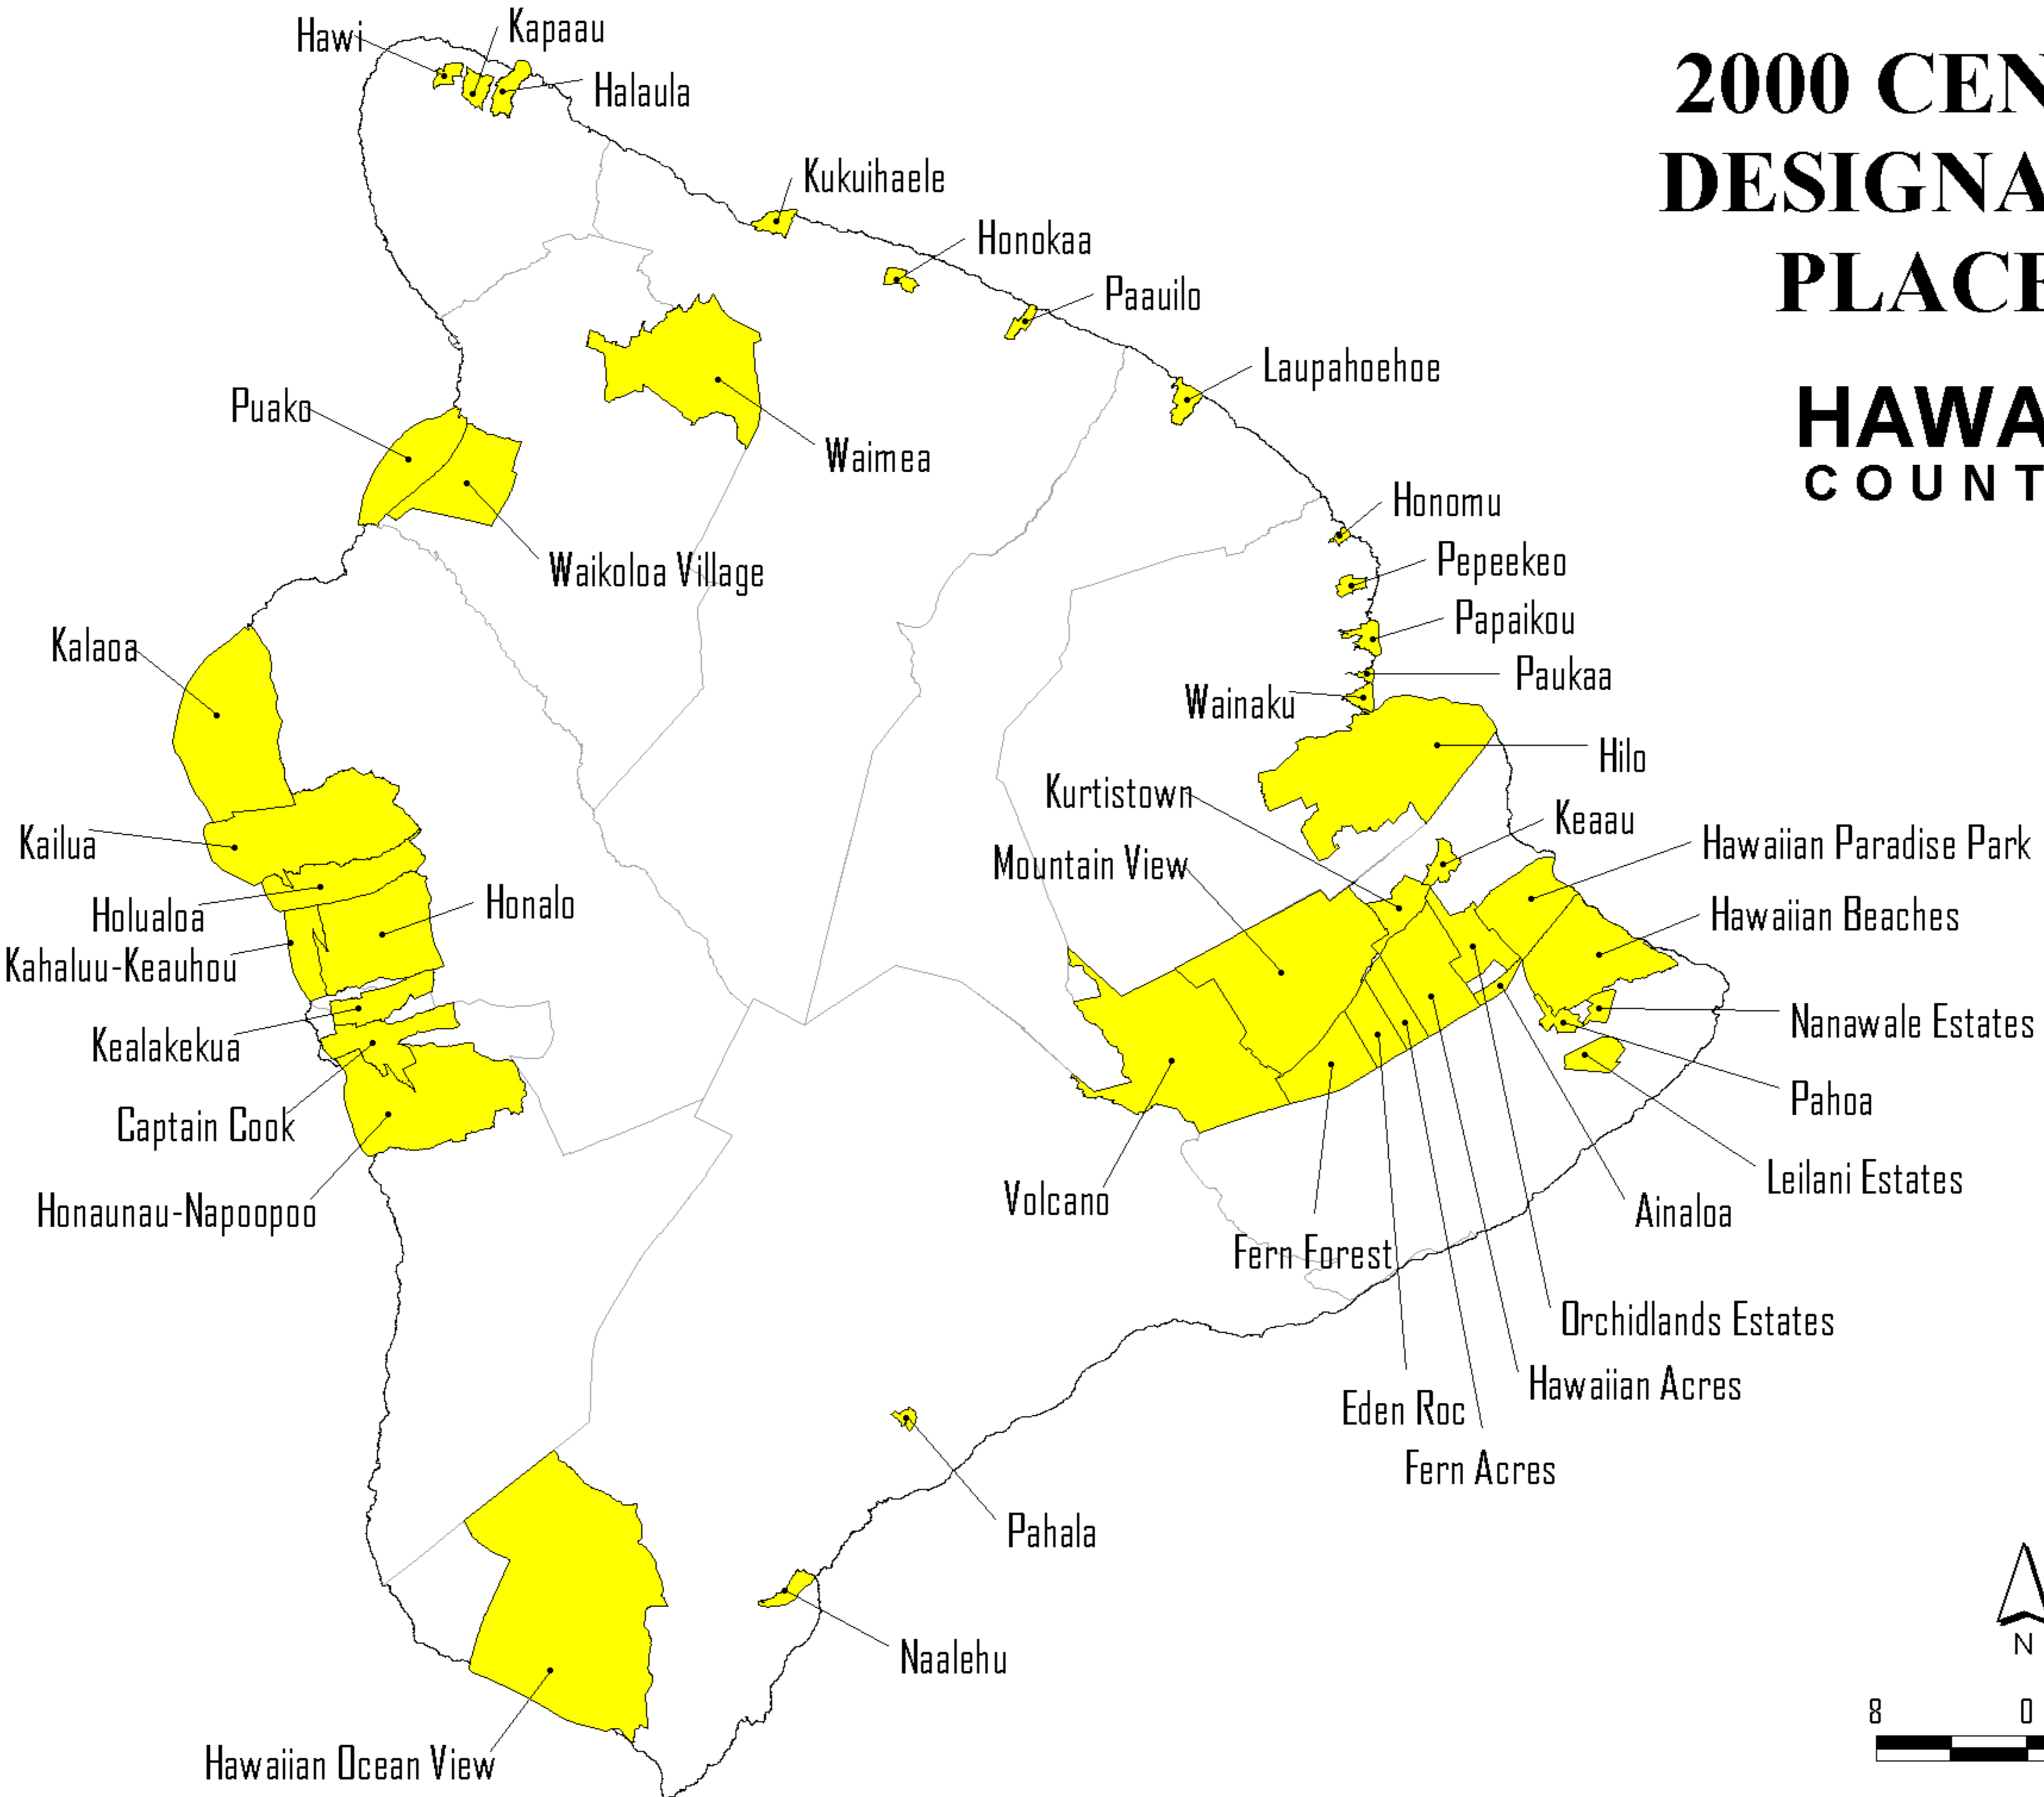 Hawi
Kapaau
Halaula
2000 CEN
DESIGNA
PLACE
HAWA
COUNT
Kukuihaele
Honokaa
Paauilo
Laupahoehoe
Puako
Waimea
Honomu
Waikoloa Village
Pepeekeo
Papaikou
Kalaoa
Paukaa
Wainaku
Hilo
Kurtistown
Keaau
Kailua
Hawaiian Paradise Park
Mountain View
Holualoa
Honalo
Hawaiian Beaches
Kahaluu-Keauhou
Nanawale Estates
Kealakekua
Pahoa
Captain Cook
Leilani Estates
Volcano
Honaunau-Napoopoo
Ainaloa
Fern Forest
Orchidlands Estates
Hawaiian Acres
Eden Roc
Fern Acres
Pahala
Naalehu
N
8 0
Hawaiian Ocean View